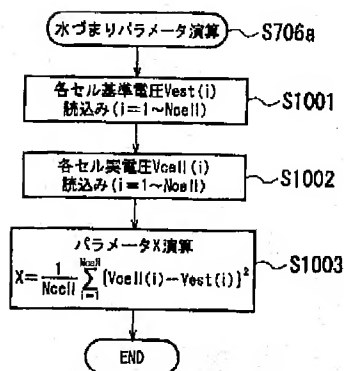 水づまりパラメータ演算
S706a
各セル基準電圧Vest(i)
読込み(i=1~Ncell)
S1001
各セル実電圧Vcell(i)
読込み(i=1~Ncell)
S1002
パラメータX演算
X=1/Ncell Ncell Σ i=1 {Vcell(i)-Vest(i)}²
S1003
END